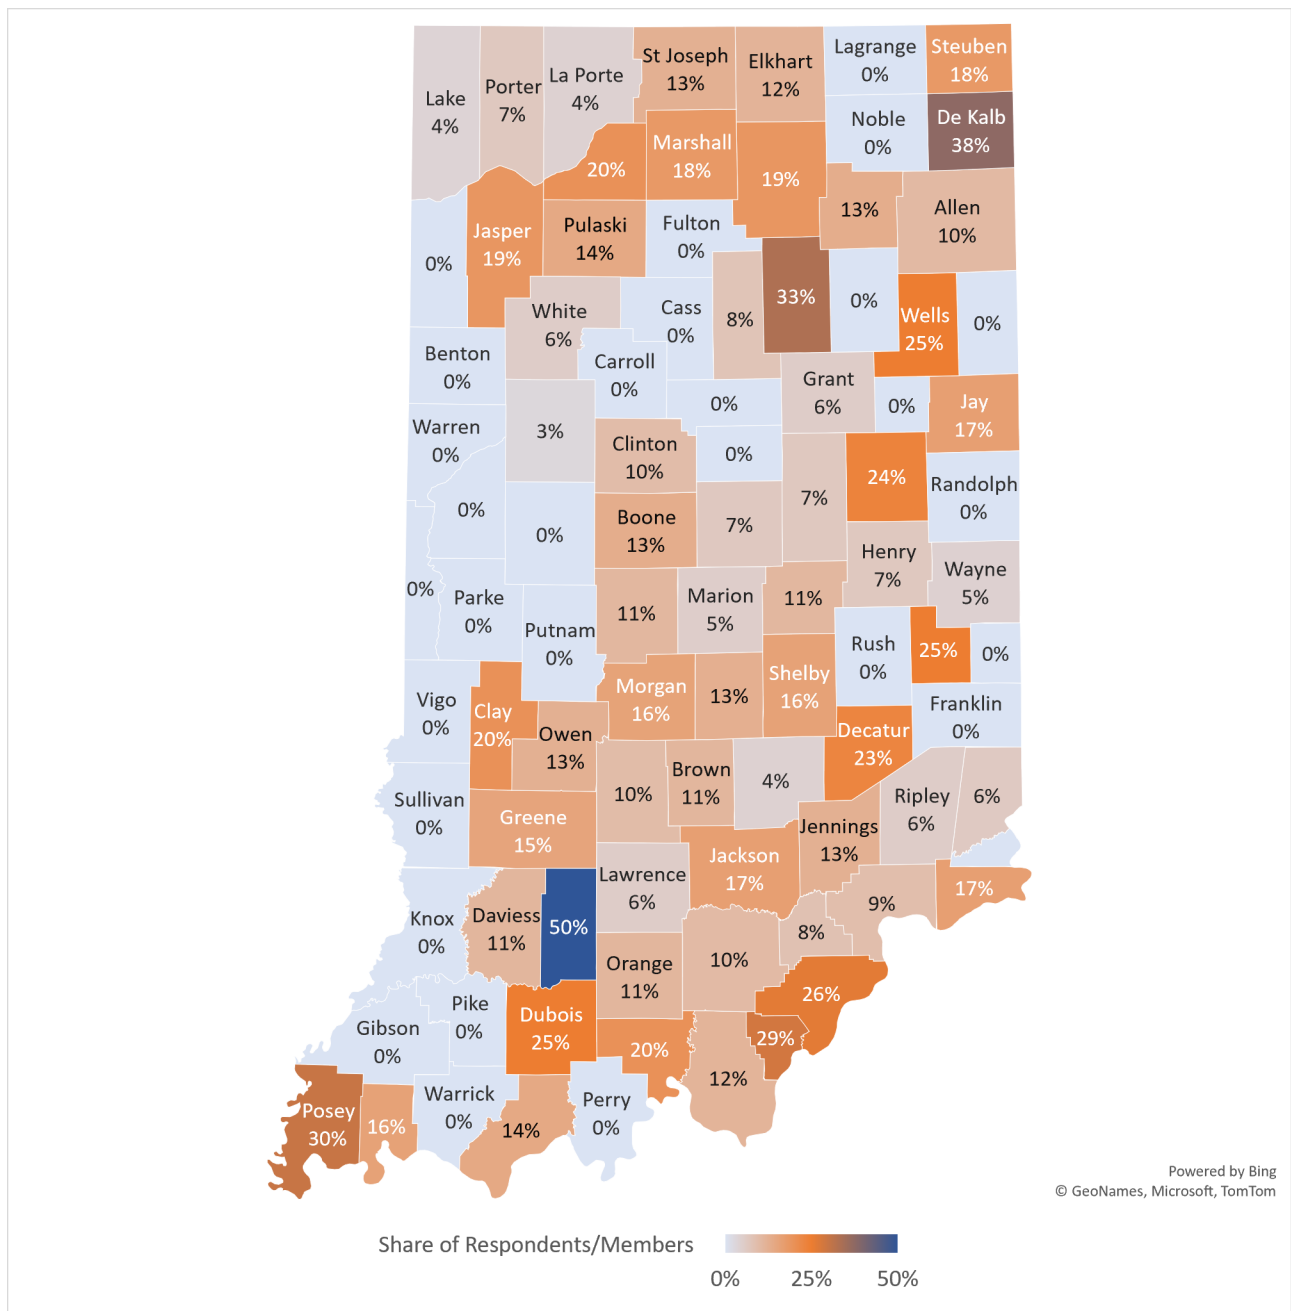 Lake
4%
Porter
7%
La Porte
4%
St Joseph
13%
Elkhart
12%
Lagrange
0%
Steuben
18%
Noble
0%
De Kalb
38%
20%
Marshall
18%
19%
13%
Allen
10%
0%
Jasper
19%
Pulaski
14%
Fulton
0%
8%
33%
0%
Wells
25%
0%
White
6%
Cass
0%
Benton
0%
Carroll
0%
0%
Grant
6%
0%
Jay
17%
Warren
0%
3%
Clinton
10%
0%
7%
24%
Randolph
0%
0%
0%
Boone
13%
7%
Henry
7%
Wayne
5%
0%
Parke
0%
Putnam
0%
11%
Marion
5%
11%
Rush
0%
25%
0%
Vigo
0%
Clay
20%
Owen
13%
Morgan
16%
13%
Shelby
16%
Franklin
0%
Decatur
23%
Sullivan
0%
Greene
15%
10%
Brown
11%
4%
Jennings
13%
Ripley
6%
6%
Knox
0%
Daviess
11%
50%
Lawrence
6%
Jackson
17%
17%
9%
8%
Orange
11%
10%
26%
Gibson
0%
Pike
0%
Dubois
25%
20%
29%
12%
Posey
30%
16%
Warrick
0%
14%
Perry
0%
Powered by Bing
© GeoNames, Microsoft, TomTom
Share of Respondents/Members
0% 25% 50%